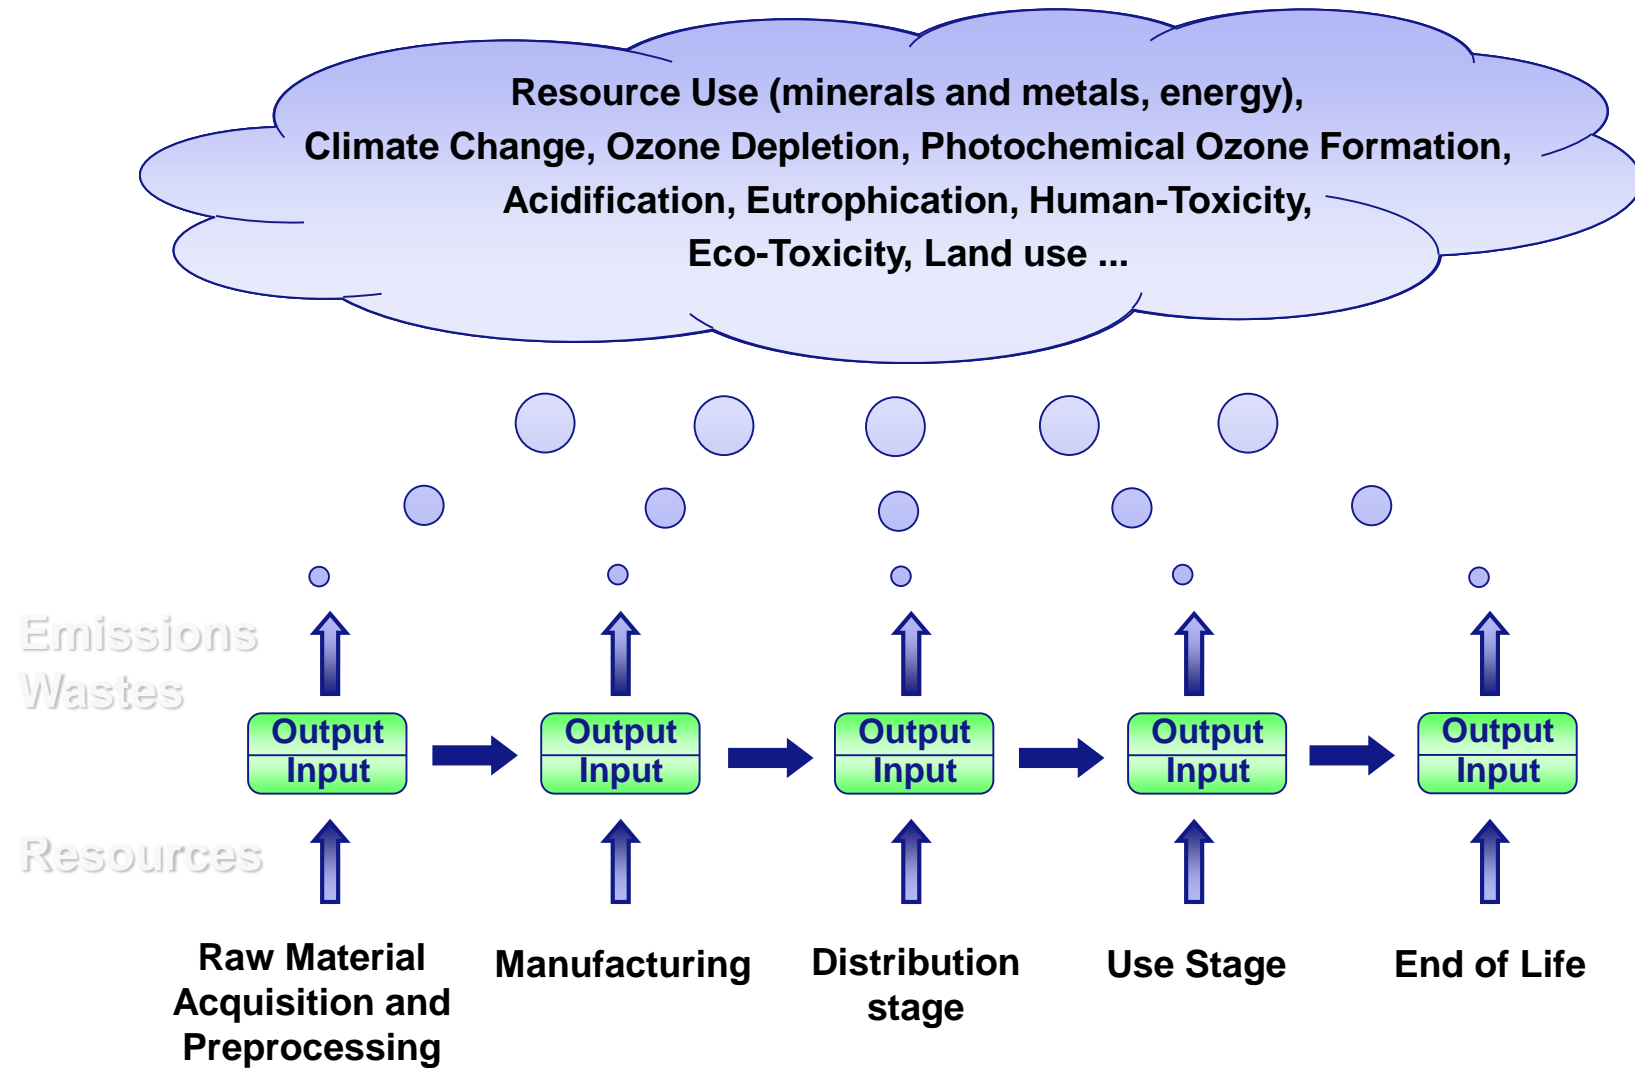 Resource Use (minerals and metals, energy),
Climate Change, Ozone Depletion, Photochemical Ozone Formation,
Acidification, Eutrophication, Human-Toxicity,
Eco-Toxicity, Land use ...
Emissions
Wastes
Output
Input
Output
Input
Output
Input
Output
Input
Output
Input
Resources
Raw Material
Acquisition and
Preprocessing
Manufacturing
Distribution
stage
Use Stage
End of Life